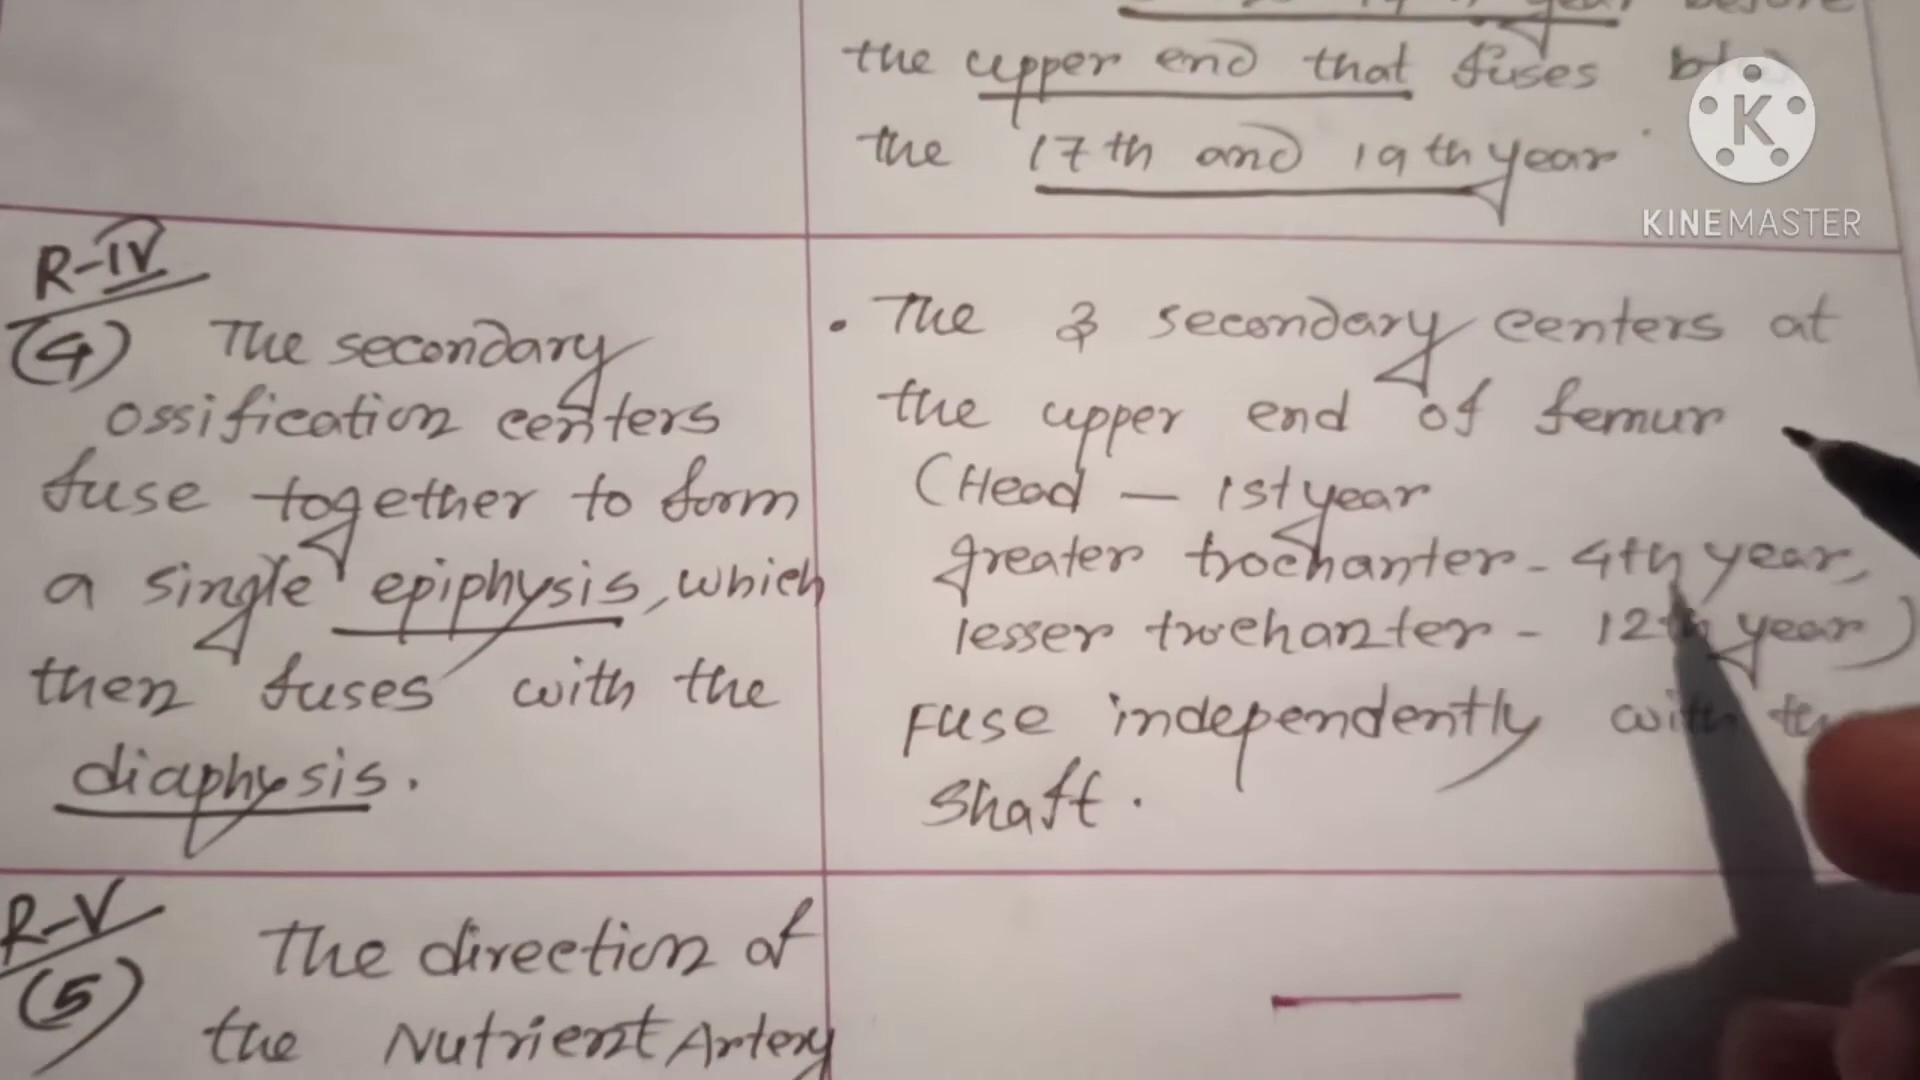 the upper end that fuses
the 17th and 19th year
KINEMASTER
R-IV
(4) The secondary
ossification centers
fuse together to form
a single epiphysis, which
then fuses with the
diaphysis.
• The 3 secondary centers at
the upper end of femur
(Head — 1st year
greater trochanter - 4th year,
lesser trochanter - 12th year)
Fuse independently with
shaft.
R-V
(5) The direction of
the Nutrient Artery